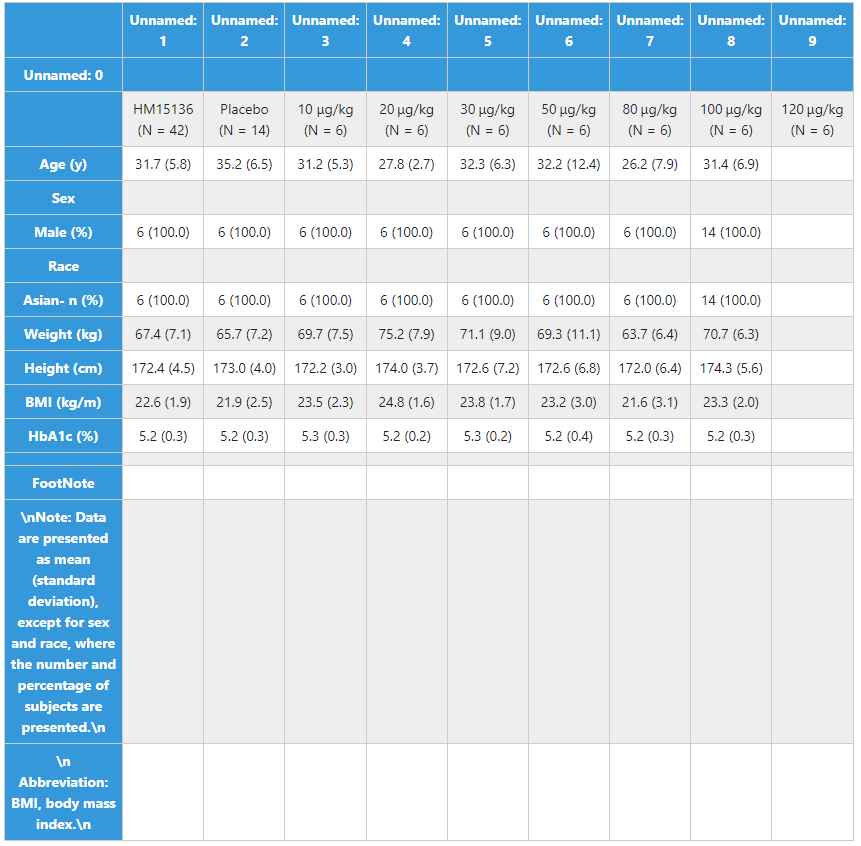 Unnamed: 1 Unnamed: 2 Unnamed: 3 Unnamed: 4 Unnamed: 5 Unnamed: 6 Unnamed: 7 Unnamed: 8 Unnamed: 9
Unnamed: 0
HM15136 (N = 42) Placebo (N = 14) 10 µg/kg (N = 6) 20 µg/kg (N = 6) 30 µg/kg (N = 6) 50 µg/kg (N = 6) 80 µg/kg (N = 6) 100 µg/kg (N = 6) 120 µg/kg (N = 6)
Age (y) 31.7 (5.8) 35.2 (6.5) 31.2 (5.3) 27.8 (2.7) 32.3 (6.3) 32.2 (12.4) 26.2 (7.9) 31.4 (6.9)
Sex
Male (%) 6 (100.0) 6 (100.0) 6 (100.0) 6 (100.0) 6 (100.0) 6 (100.0) 6 (100.0) 14 (100.0)
Race
Asian- n (%) 6 (100.0) 6 (100.0) 6 (100.0) 6 (100.0) 6 (100.0) 6 (100.0) 6 (100.0) 14 (100.0)
Weight (kg) 67.4 (7.1) 65.7 (7.2) 69.7 (7.5) 75.2 (7.9) 71.1 (9.0) 69.3 (11.1) 63.7 (6.4) 70.7 (6.3)
Height (cm) 172.4 (4.5) 173.0 (4.0) 172.2 (3.0) 174.0 (3.7) 172.6 (7.2) 172.6 (6.8) 172.0 (6.4) 174.3 (5.6)
BMI (kg/m) 22.6 (1.9) 21.9 (2.5) 23.5 (2.3) 24.8 (1.6) 23.8 (1.7) 23.2 (3.0) 21.6 (3.1) 23.3 (2.0)
HbA1c (%) 5.2 (0.3) 5.2 (0.3) 5.3 (0.3) 5.2 (0.2) 5.3 (0.2) 5.2 (0.4) 5.2 (0.3) 5.2 (0.3)
FootNote
\nNote: Data
are presented
as mean
(standard
deviation),
except for sex
and race, where
the number and
percentage of
subjects are
presented.\n
\n
Abbreviation:
BMI, body mass
index.\n